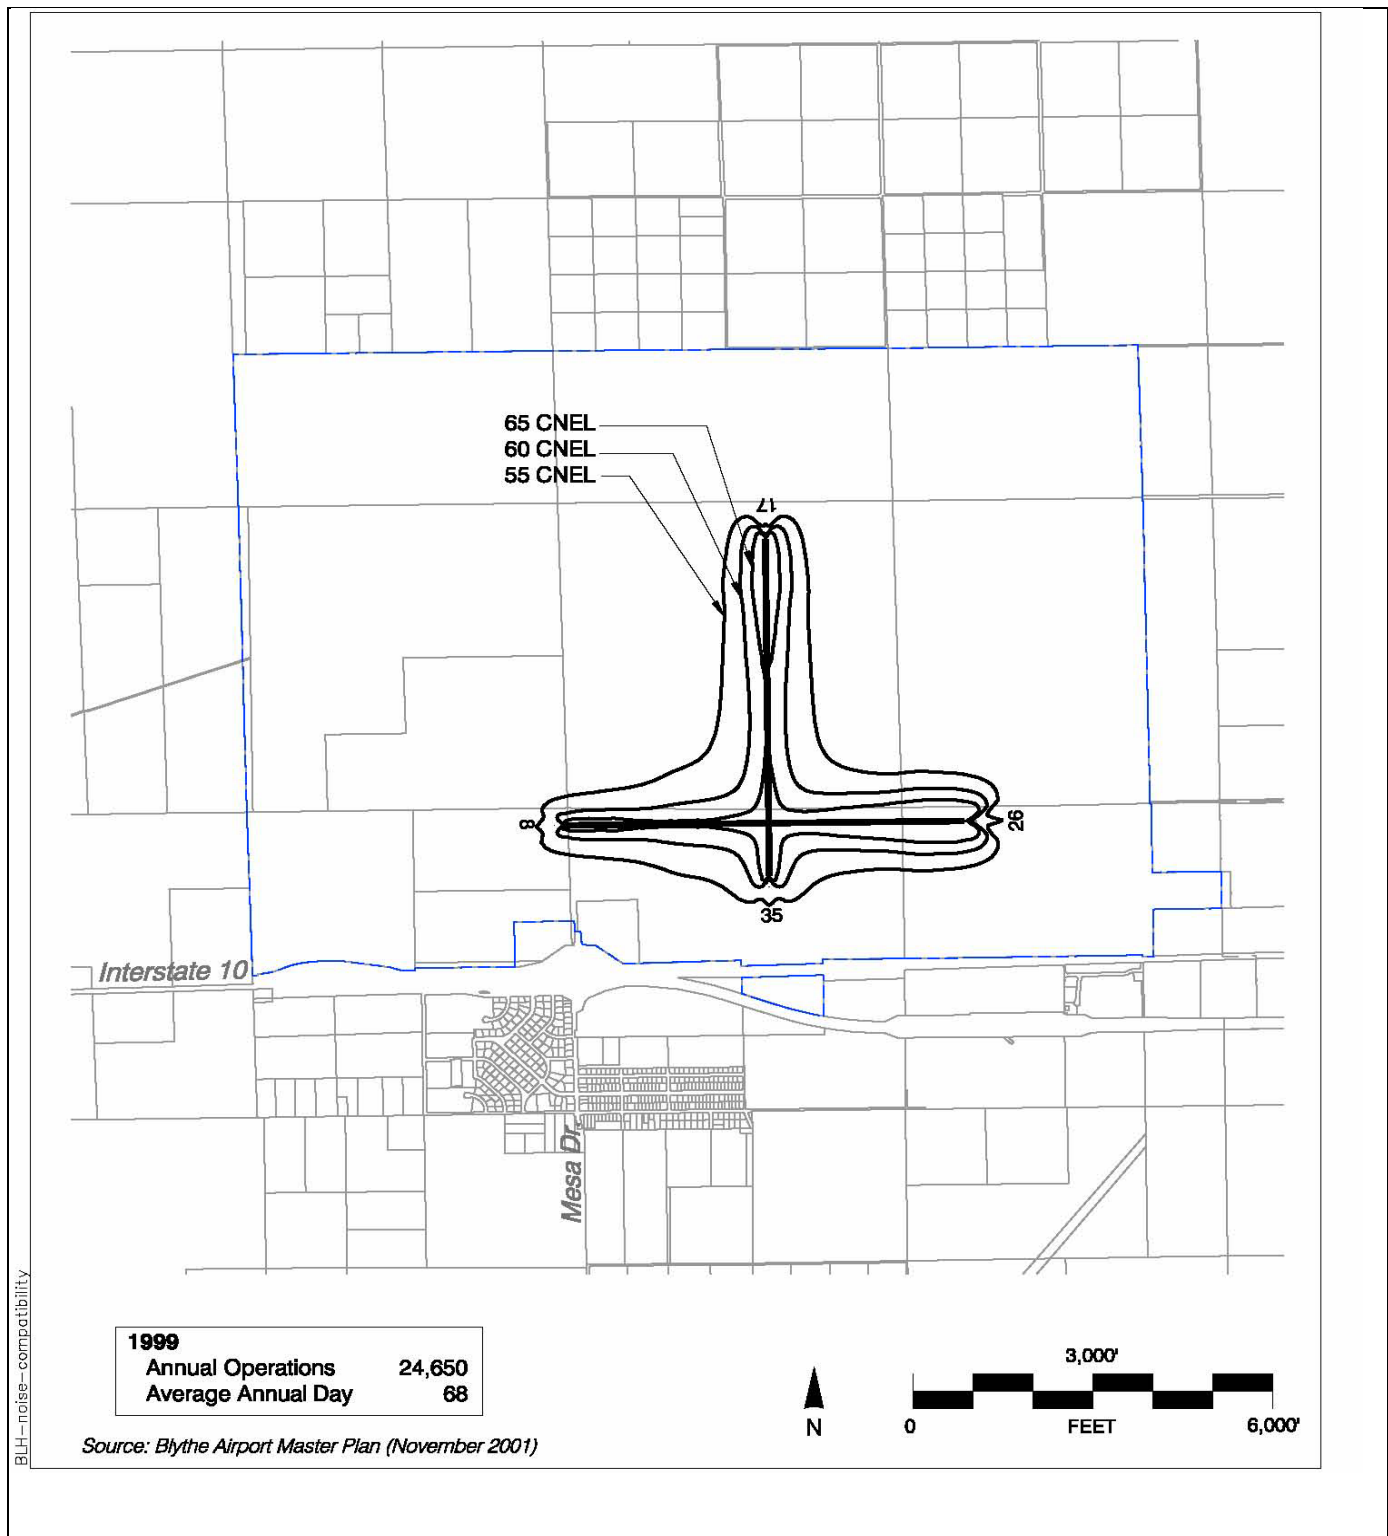 65 CNEL
60 CNEL
55 CNEL
17
8
26
35
Interstate 10
Mesa Dr.
BLH-noise-compatibility
1999
Annual Operations 24,650
Average Annual Day 68
Source: Blythe Airport Master Plan (November 2001)
N
3,000'
0 FEET 6,000'